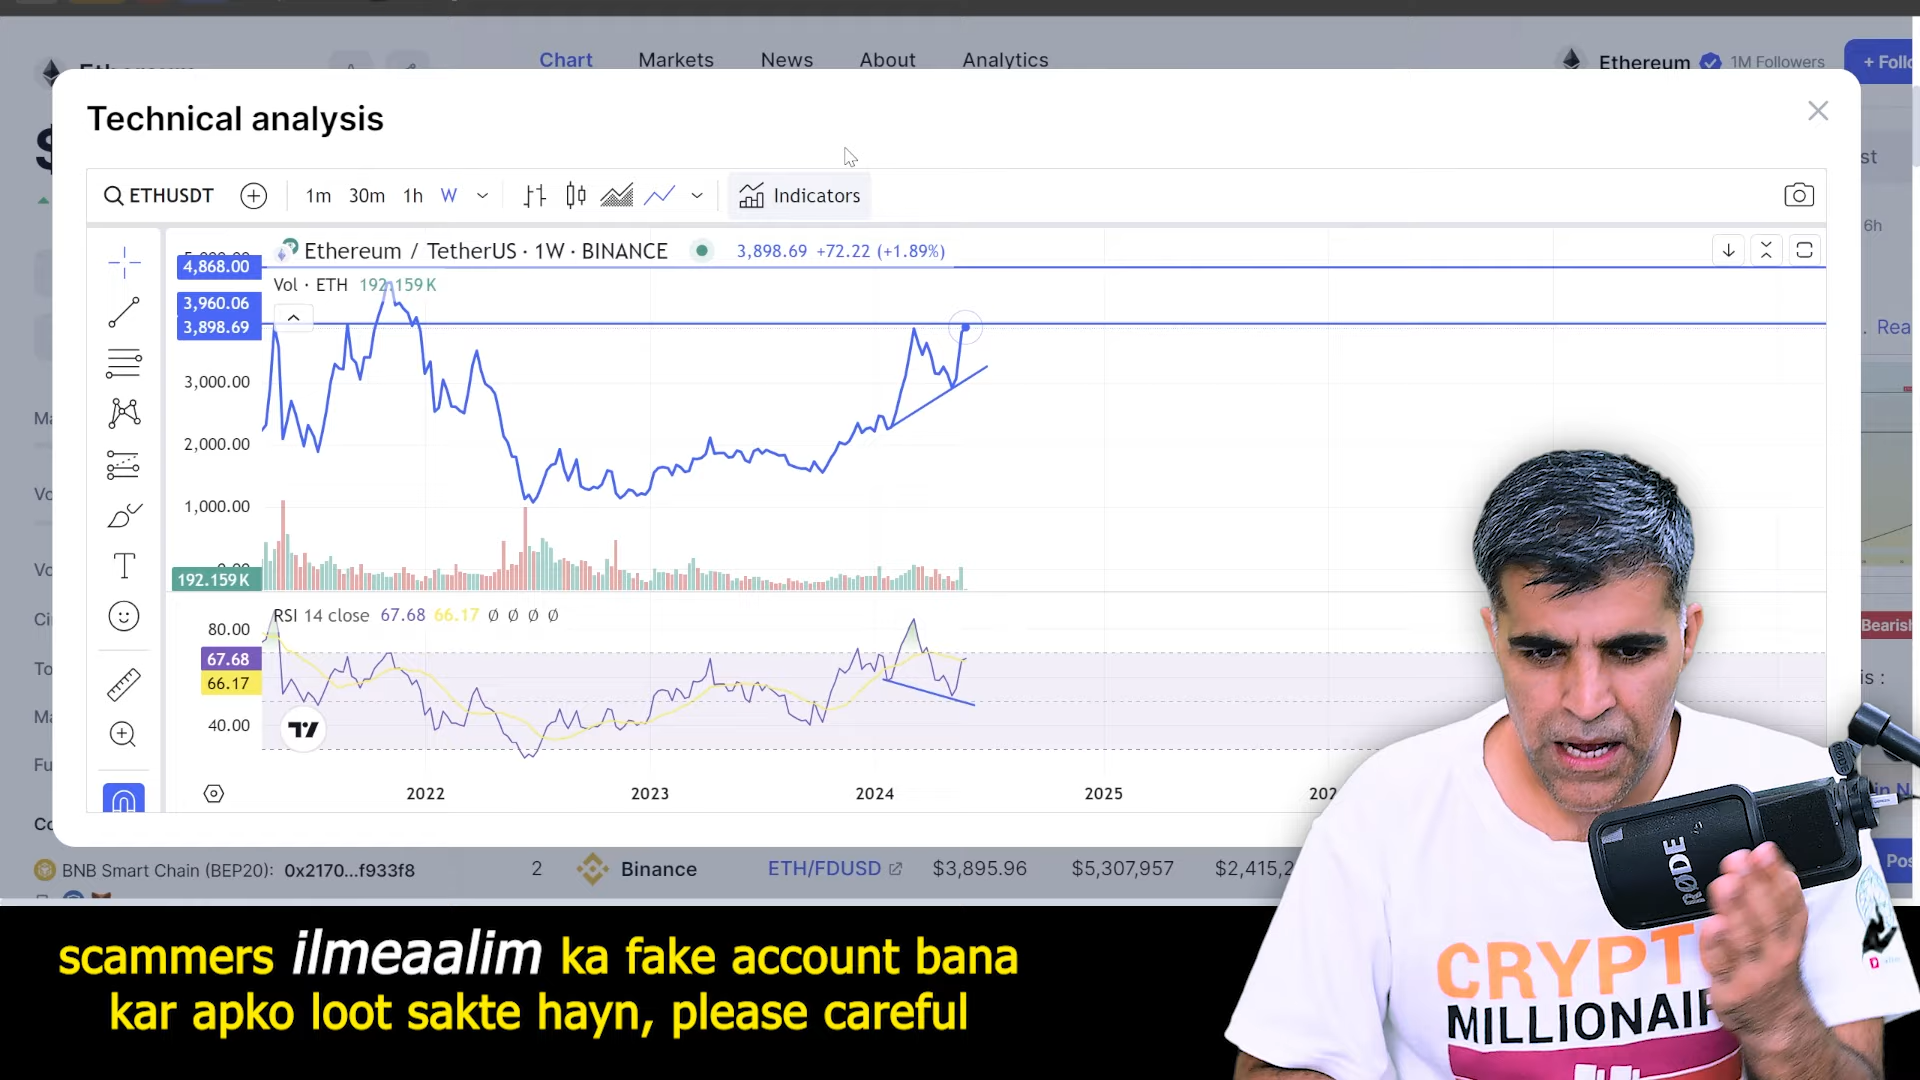 Chart Markets News About Analytics
Ethereum 1M Followers
Technical analysis
ETHUSDT 1m 30m 1h W Indicators
Ethereum / TetherUS · 1W · BINANCE 3,898.69 +72.22 (+1.89%)
4,868.00
Vol · ETH 192.159K
3,960.06
3,898.69
3,000.00
2,000.00
1,000.00
192.159K
RSI 14 close 67.68 66.17 Ø Ø Ø Ø
80.00
67.68
66.17
40.00
2022 2023 2024 2025
6h
Bearish
BNB Smart Chain (BEP20): 0x2170...f933f8 2 Binance ETH/FDUSD $3,895.96 $5,307,957
scammers ilmeaalim ka fake account bana
kar apko loot sakte hayn, please careful
RØDE
CRYPT
MILLIONAIR